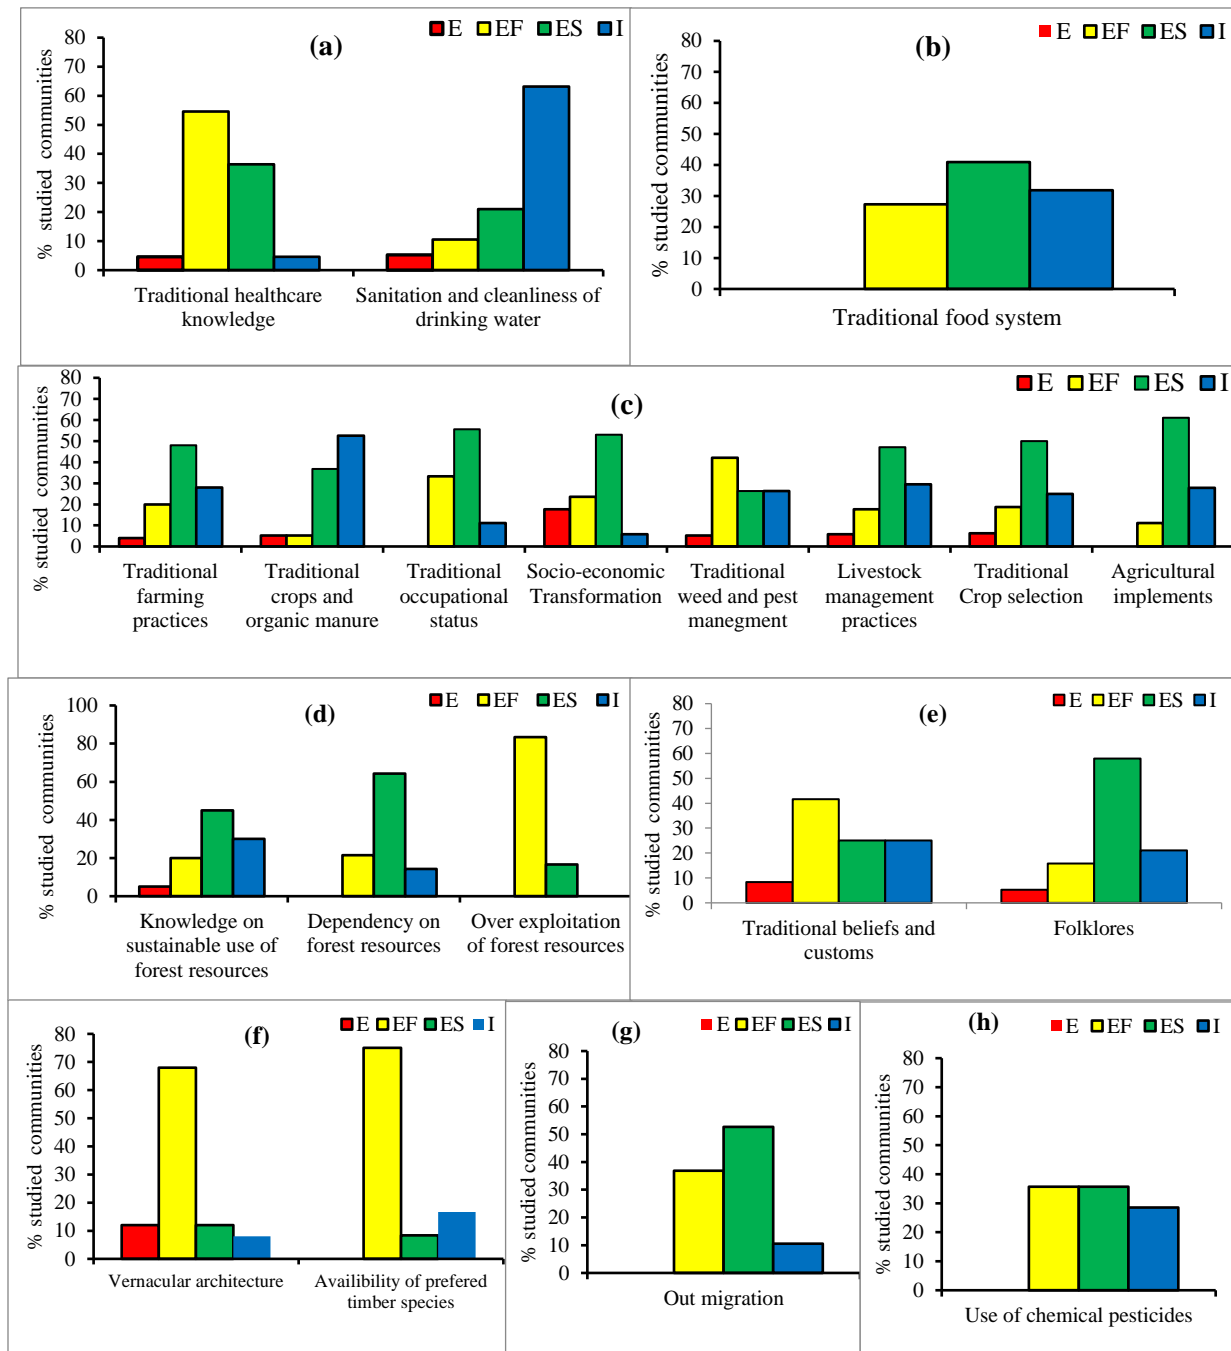 E EF ES I
(a)
80
70
60
50
40
30
20
10
0
% studied communities
Traditional healthcare
knowledge
Sanitation and cleanliness of
drinking water
E EF ES I
(b)
80
70
60
50
40
30
20
10
0
% studied communities
Traditional food system
E EF ES I
(c)
80
70
60
50
40
30
20
10
0
% studied communities
Traditional
farming
practices
Traditional
crops and
organic manure
Traditional
occupational
status
Socio-economic
Transformation
Traditional
weed and pest
manegment
Livestock
management
practices
Traditional
Crop selection
Agricultural
implements
E EF ES I
(d)
100
80
60
40
20
0
% studied communities
Knowledge on
sustainable use of
forest resources
Dependency on
forest resources
Over exploitation
of forest resources
E EF ES I
(e)
80
70
60
50
40
30
20
10
0
% studied communities
Traditional beliefs and
customs
Folklores
E EF ES I
(f)
80
70
60
50
40
30
20
10
0
% studied communities
Vernacular architecture
Availibility of prefered
timber species
E EF ES I
(g)
80
70
60
50
40
30
20
10
0
% studied communities
Out migration
(h)
E EF ES I
80
70
60
50
40
30
20
10
0
% studied communities
Use of chemical pesticides